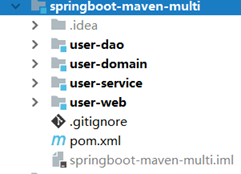 springboot-maven-multi
.idea
user-dao
user-domain
user-service
user-web
.gitignore
pom.xml
springboot-maven-multi.iml